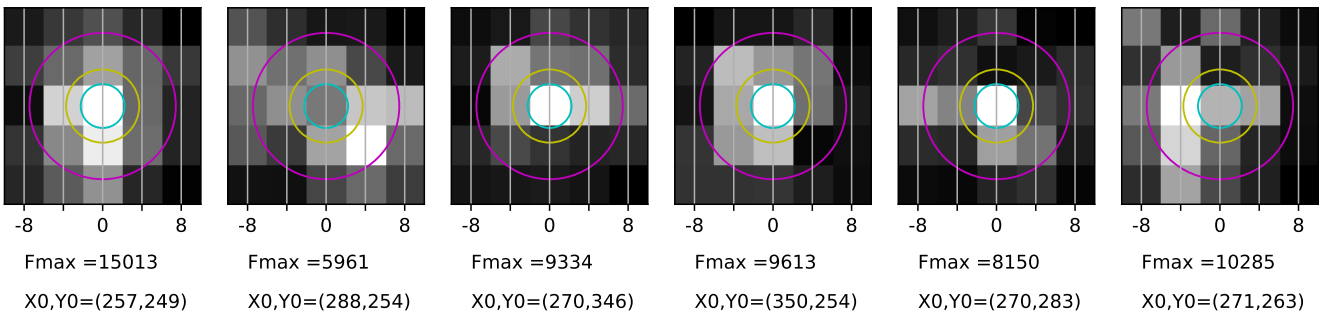 -8 0 8 -8 0 8 -8 0 8 -8 0 8 -8 0 8 -8 0 8
Fmax =15013 Fmax =5961 Fmax =9334 Fmax =9613 Fmax =8150 Fmax =10285
X0,Y0=(257,249) X0,Y0=(288,254) X0,Y0=(270,346) X0,Y0=(350,254) X0,Y0=(270,283) X0,Y0=(271,263)